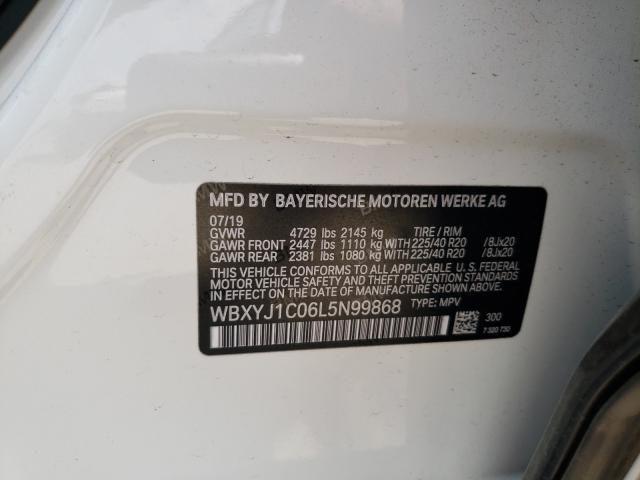 MFD BY BAYERISCHE MOTOREN WERKE AG
07/19
GVWR 4729 lbs 2145 kg TIRE / RIM
GAWR FRONT 2447 lbs 1110 kg WITH 225/40 R20 /8Jx20
GAWR REAR 2381 lbs 1080 kg WITH 225/40 R20 /8Jx20
THIS VEHICLE CONFORMS TO ALL APPLICABLE U.S. FEDERAL
MOTOR VEHICLE SAFETY AND THEFT PREVENTION STANDARDS
IN EFFECT ON THE DATE OF MANUFACTURE SHOWN ABOVE.
WBXYJ1C06L5N99868 TYPE: MPV
300
7 320 730